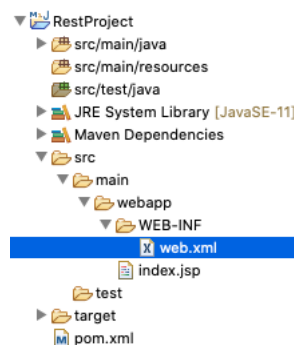 RestProject
src/main/java
src/main/resources
src/test/java
JRE System Library [JavaSE-11]
Maven Dependencies
src
main
webapp
WEB-INF
web.xml
index.jsp
test
target
pom.xml